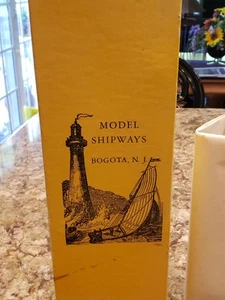 MODEL
SHIPWAYS
BOGOTA, N. J.